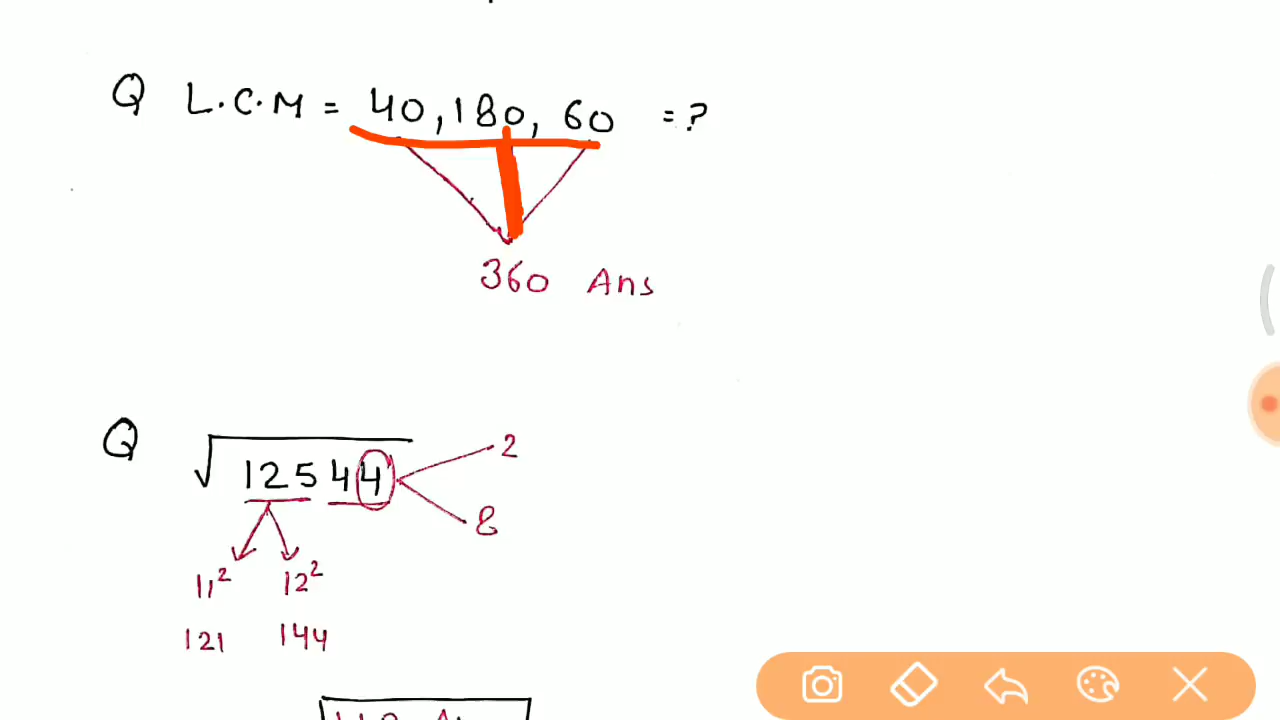 Q L.C.M = 40, 180, 60 = ?
360 Ans
Q √12544
2
8
11² 12²
121 144